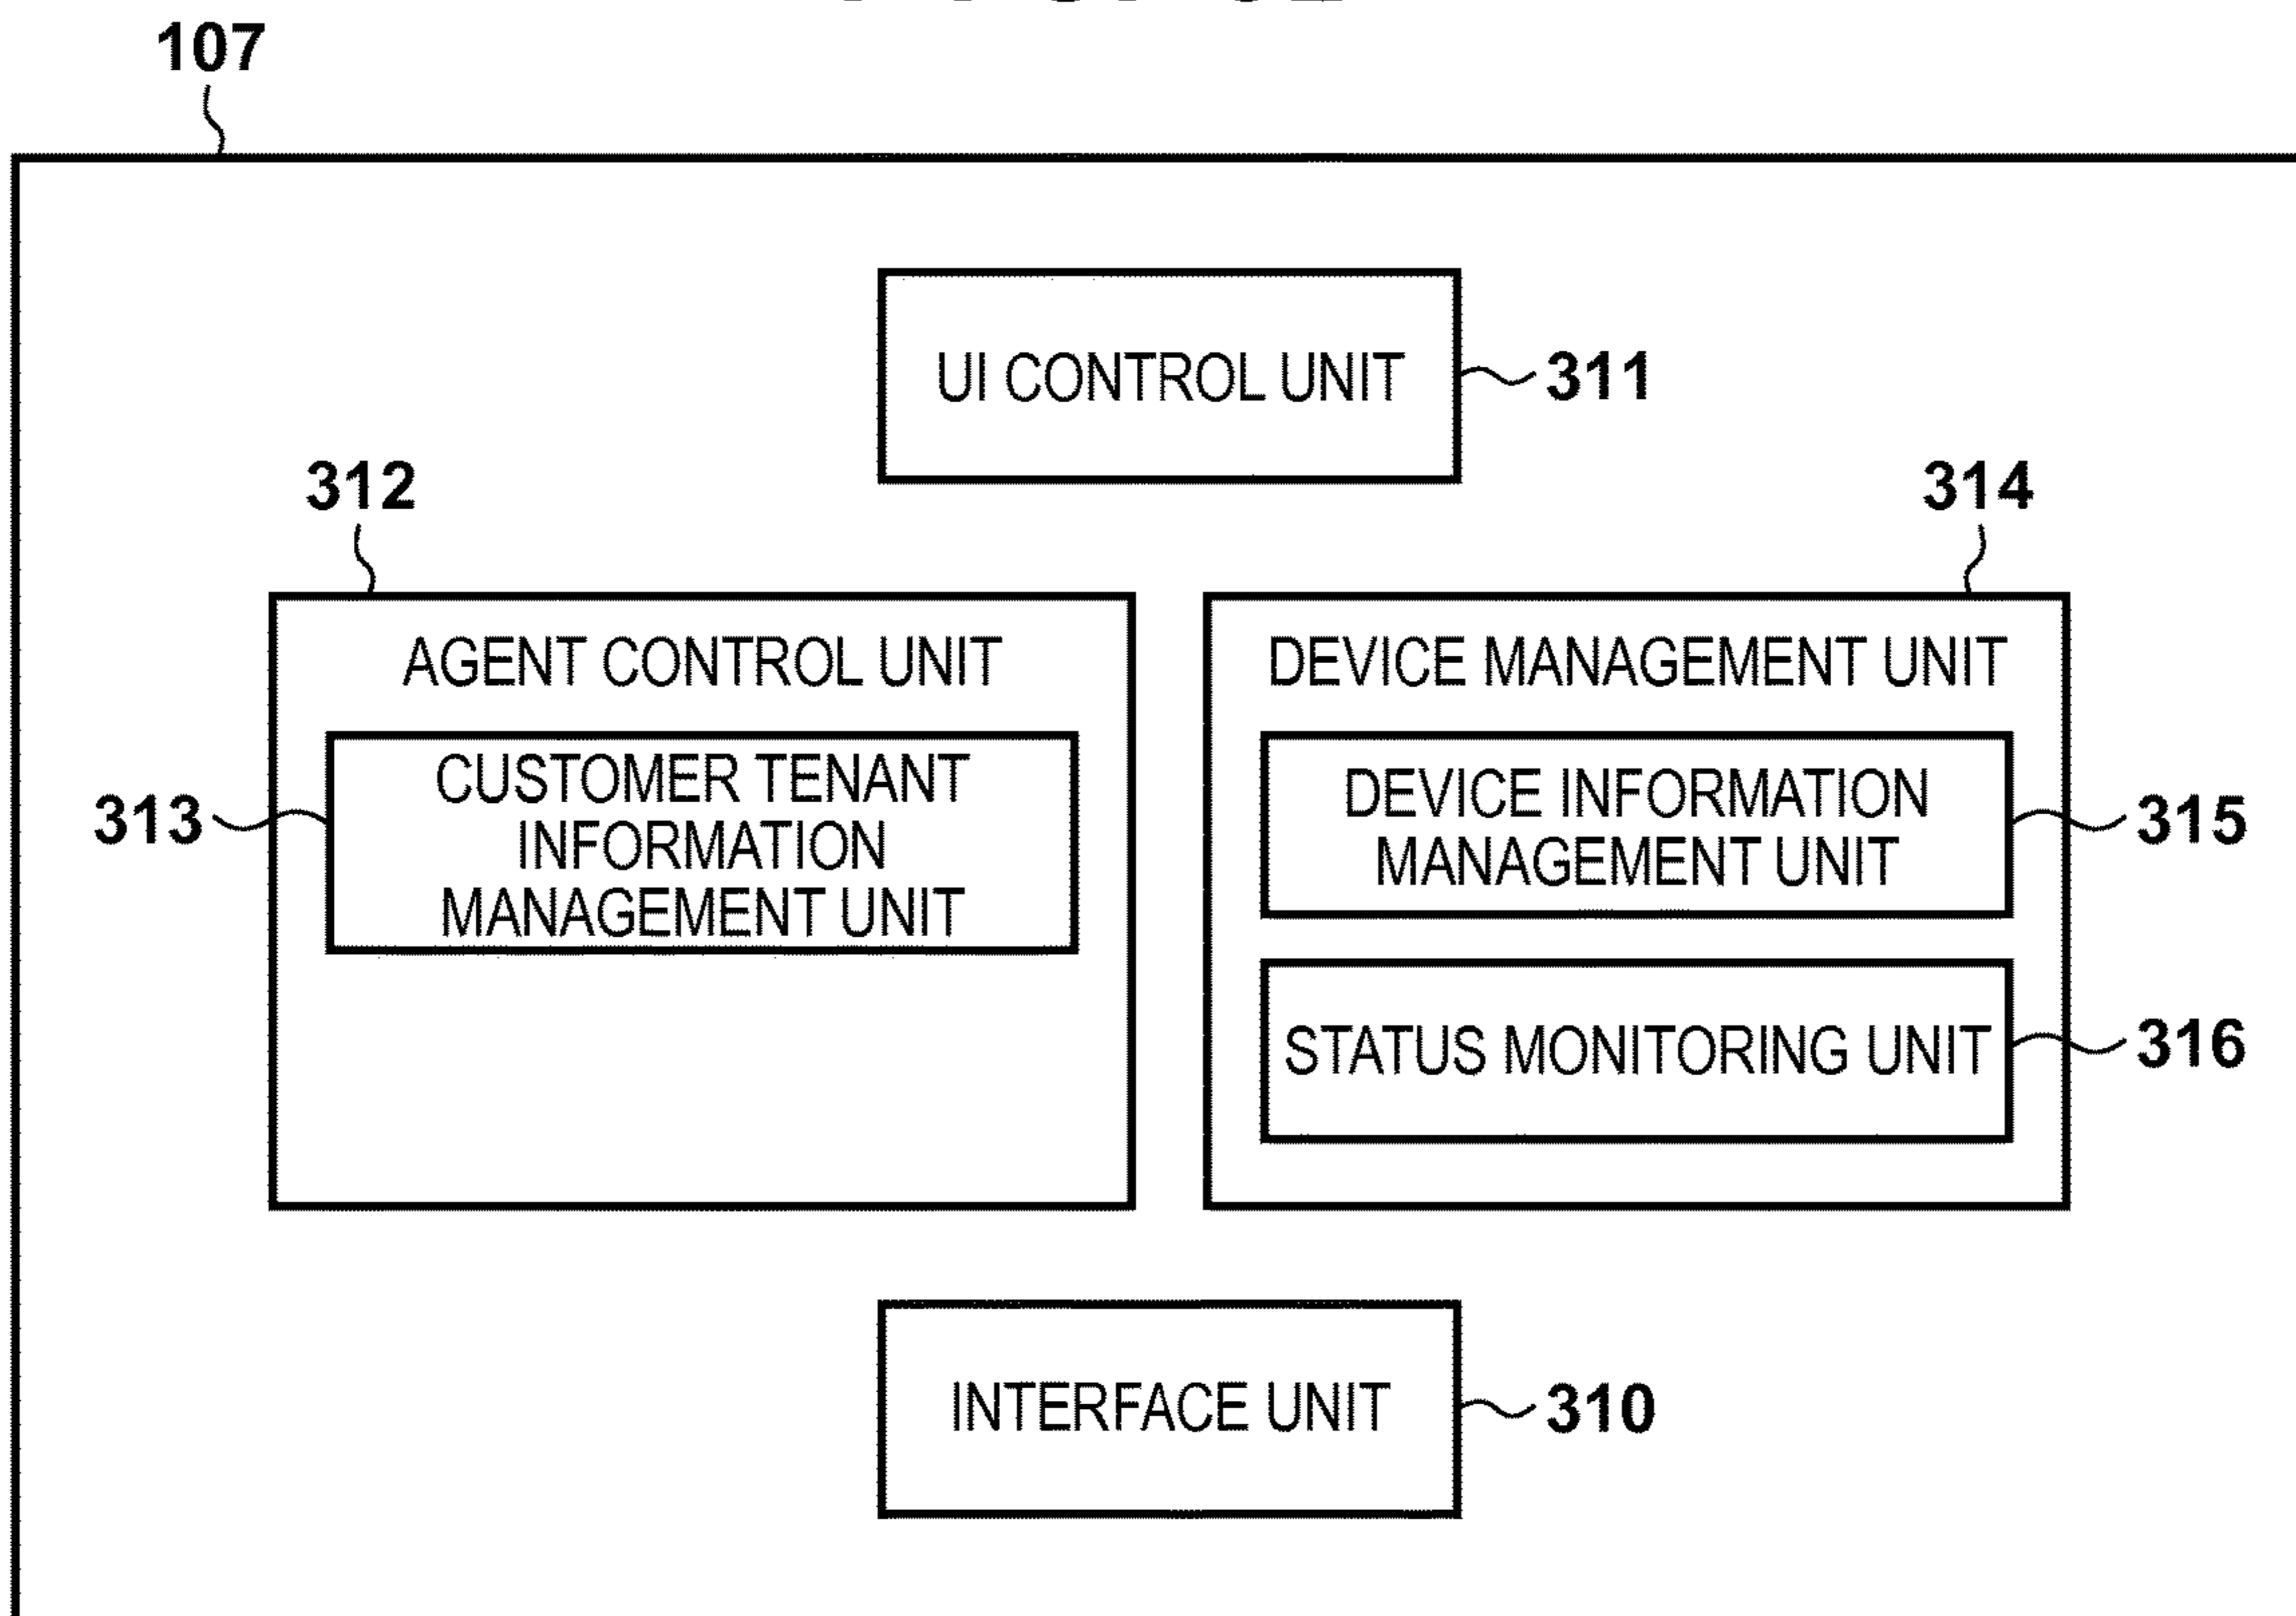 107
UI CONTROL UNIT
311
312
314
AGENT CONTROL UNIT
DEVICE MANAGEMENT UNIT
313
CUSTOMER TENANT
INFORMATION
MANAGEMENT UNIT
DEVICE INFORMATION
MANAGEMENT UNIT
315
STATUS MONITORING UNIT
316
INTERFACE UNIT
310